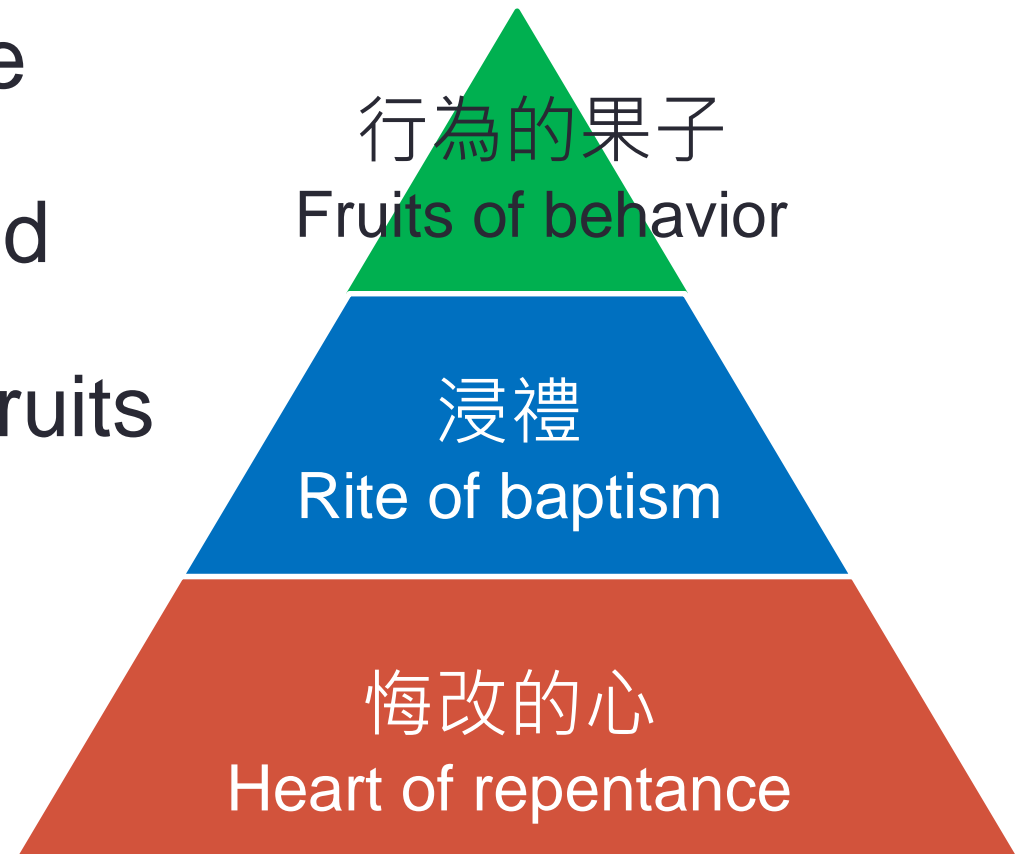 e
d
ruits
行為的果子
Fruits of behavior
浸禮
Rite of baptism
悔改的心
Heart of repentance